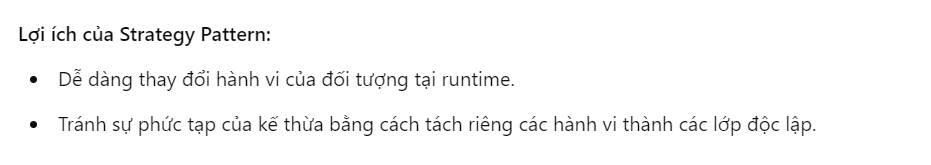 Lợi ích của Strategy Pattern:
• Dễ dàng thay đổi hành vi của đối tượng tại runtime.
• Tránh sự phức tạp của kế thừa bằng cách tách riêng các hành vi thành các lớp độc lập.